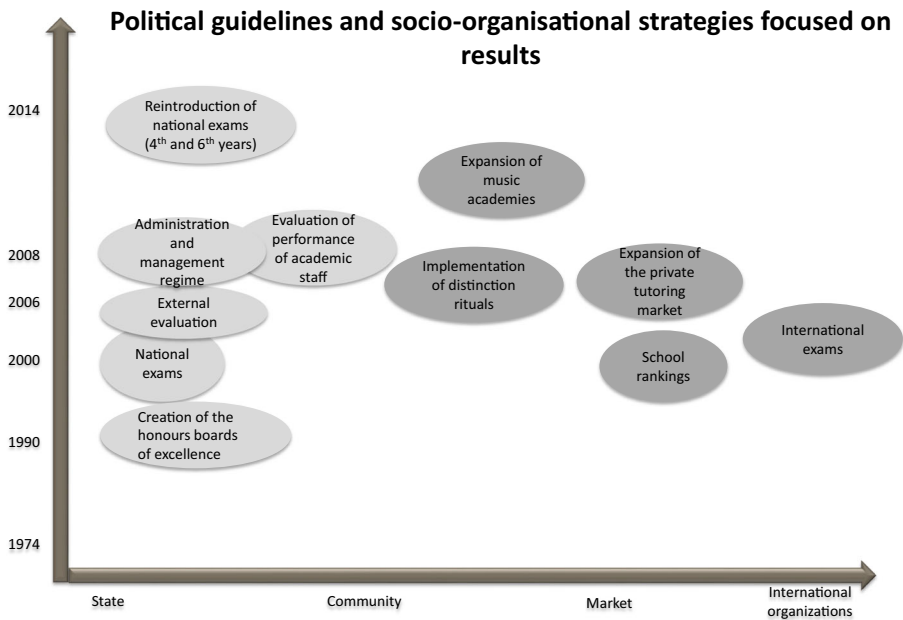 Political guidelines and socio-organisational strategies focused on
results
2014
Reintroduction of
national exams
(4th and 6th years)
Expansion of
music
academies
2008
Administration
and
management
regime
Evaluation of
performance
of academic
staff
Implementation
of distinction
rituals
Expansion of
the private
tutoring
market
2006
External
evaluation
International
exams
2000
National
exams
School
rankings
1990
Creation of the
honours boards
of excellence
1974
State
Community
Market
International
organizations